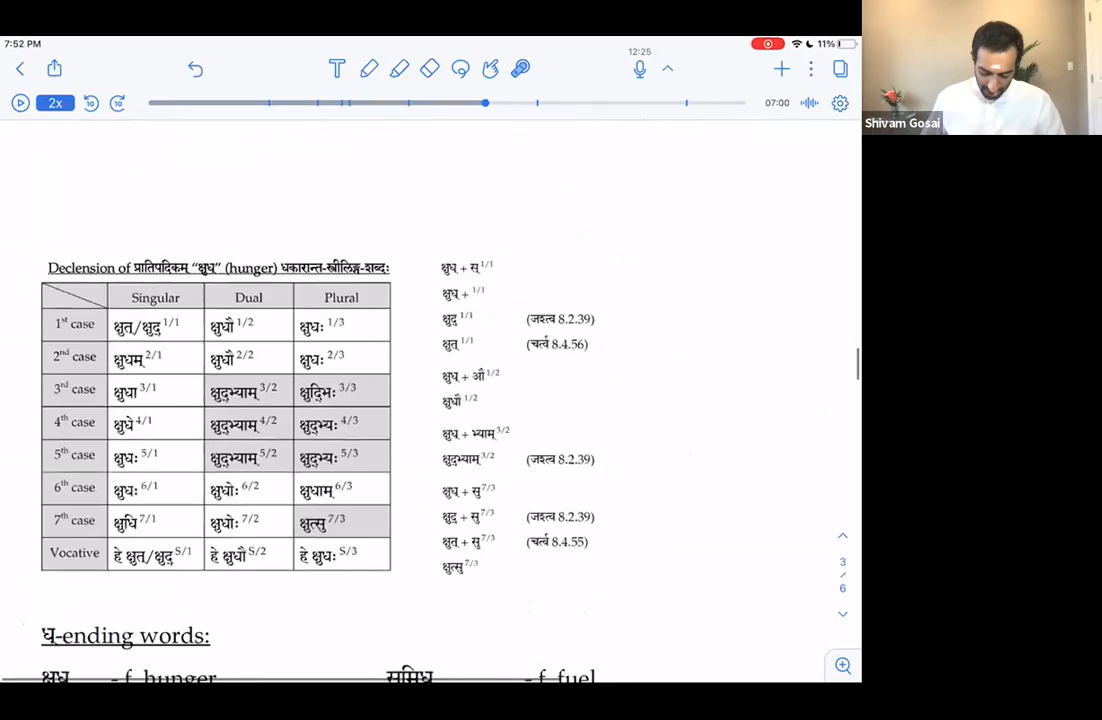 7:52 PM
11%
12:25
2x
10
10
07:00
Shivam Gosai
Declension of प्रातिपदिकम् "क्षुध्" (hunger) धकारान्त-स्त्रीलिङ्ग-शब्दः
Singular Dual Plural
1st case क्षुत्/क्षुद् 1/1 क्षुधौ 1/2 क्षुधः 1/3
2nd case क्षुधम् 2/1 क्षुधौ 2/2 क्षुधः 2/3
3rd case क्षुधा 3/1 क्षुद्भ्याम् 3/2 क्षुद्भिः 3/3
4th case क्षुधे 4/1 क्षुद्भ्याम् 4/2 क्षुद्भ्यः 4/3
5th case क्षुधः 5/1 क्षुद्भ्याम् 5/2 क्षुद्भ्यः 5/3
6th case क्षुधः 6/1 क्षुधोः 6/2 क्षुधाम् 6/3
7th case क्षुधि 7/1 क्षुधोः 7/2 क्षुत्सु 7/3
Vocative हे क्षुत्/क्षुद् S/1 हे क्षुधौ S/2 हे क्षुधः S/3
क्षुध् + स् 1/1
क्षुध् + 1/1
क्षुद् 1/1 (जश्त्व 8.2.39)
क्षुत् 1/1 (चर्त्व 8.4.56)
क्षुध् + औ 1/2
क्षुधौ 1/2
क्षुध् + भ्याम् 3/2
क्षुद्भ्याम् 3/2 (जश्त्व 8.2.39)
क्षुध् + सु 7/3
क्षुद् + सु 7/3 (जश्त्व 8.2.39)
क्षुत् + सु 7/3 (चर्त्व 8.4.55)
क्षुत्सु 7/3
3
/
6
ध्-ending words:
क्षुध् - f. hunger समिध् - f. fuel